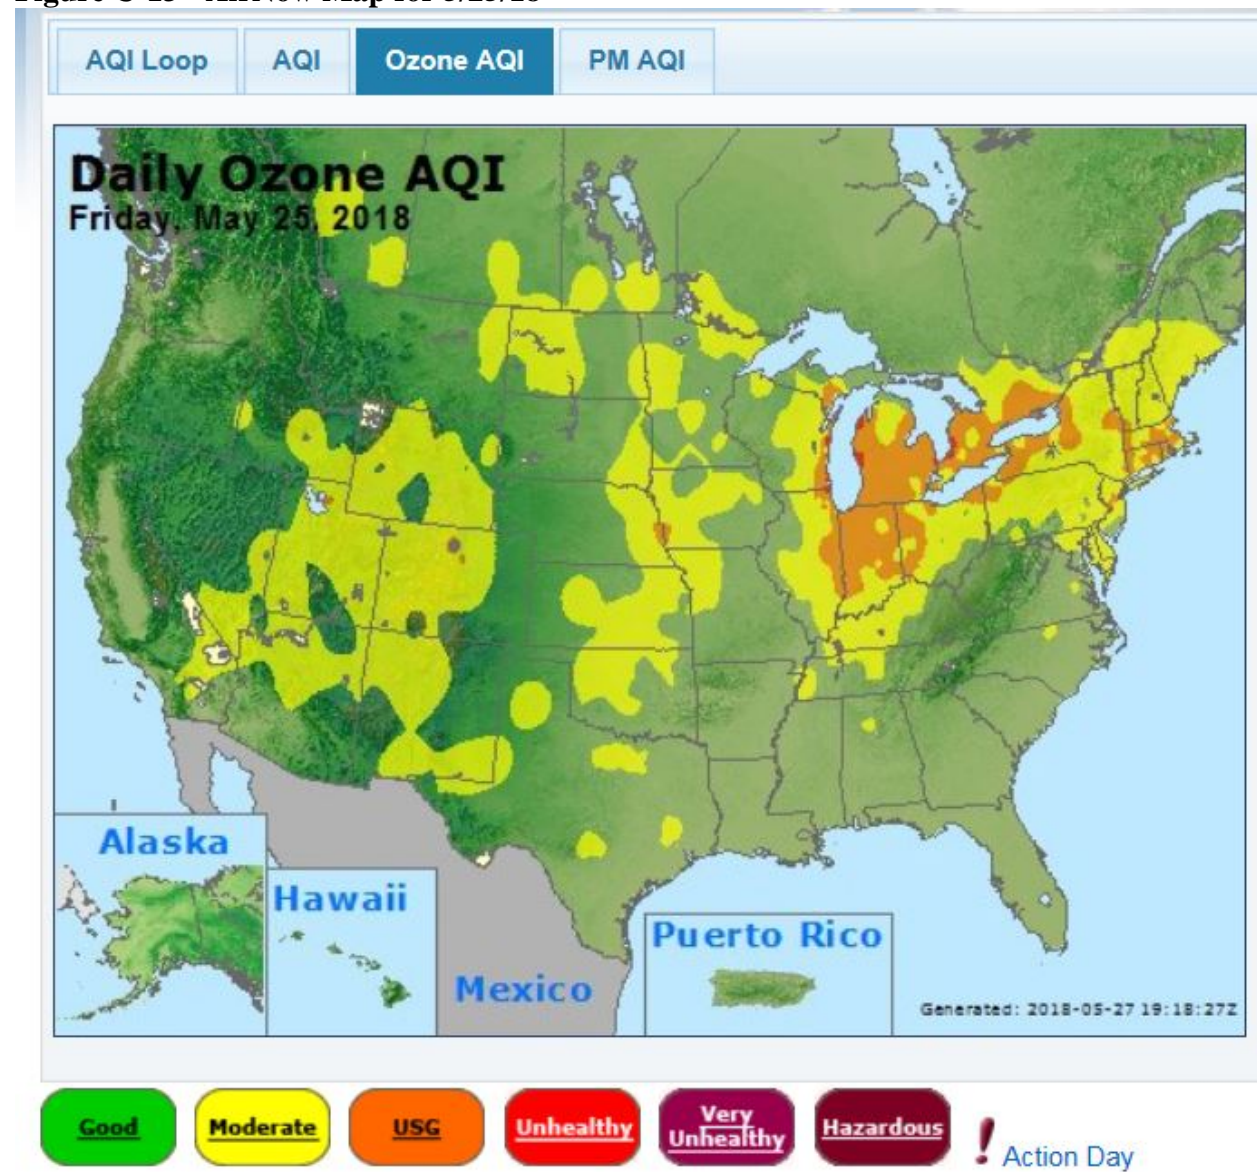 AQI Loop AQI Ozone AQI PM AQI
Daily Ozone AQI
Friday, May 25, 2018
Alaska
Hawaii
Mexico
Puerto Rico
Generated: 2018-05-27 19:18:27Z
Good Moderate USG Unhealthy Very Unhealthy Hazardous ! Action Day